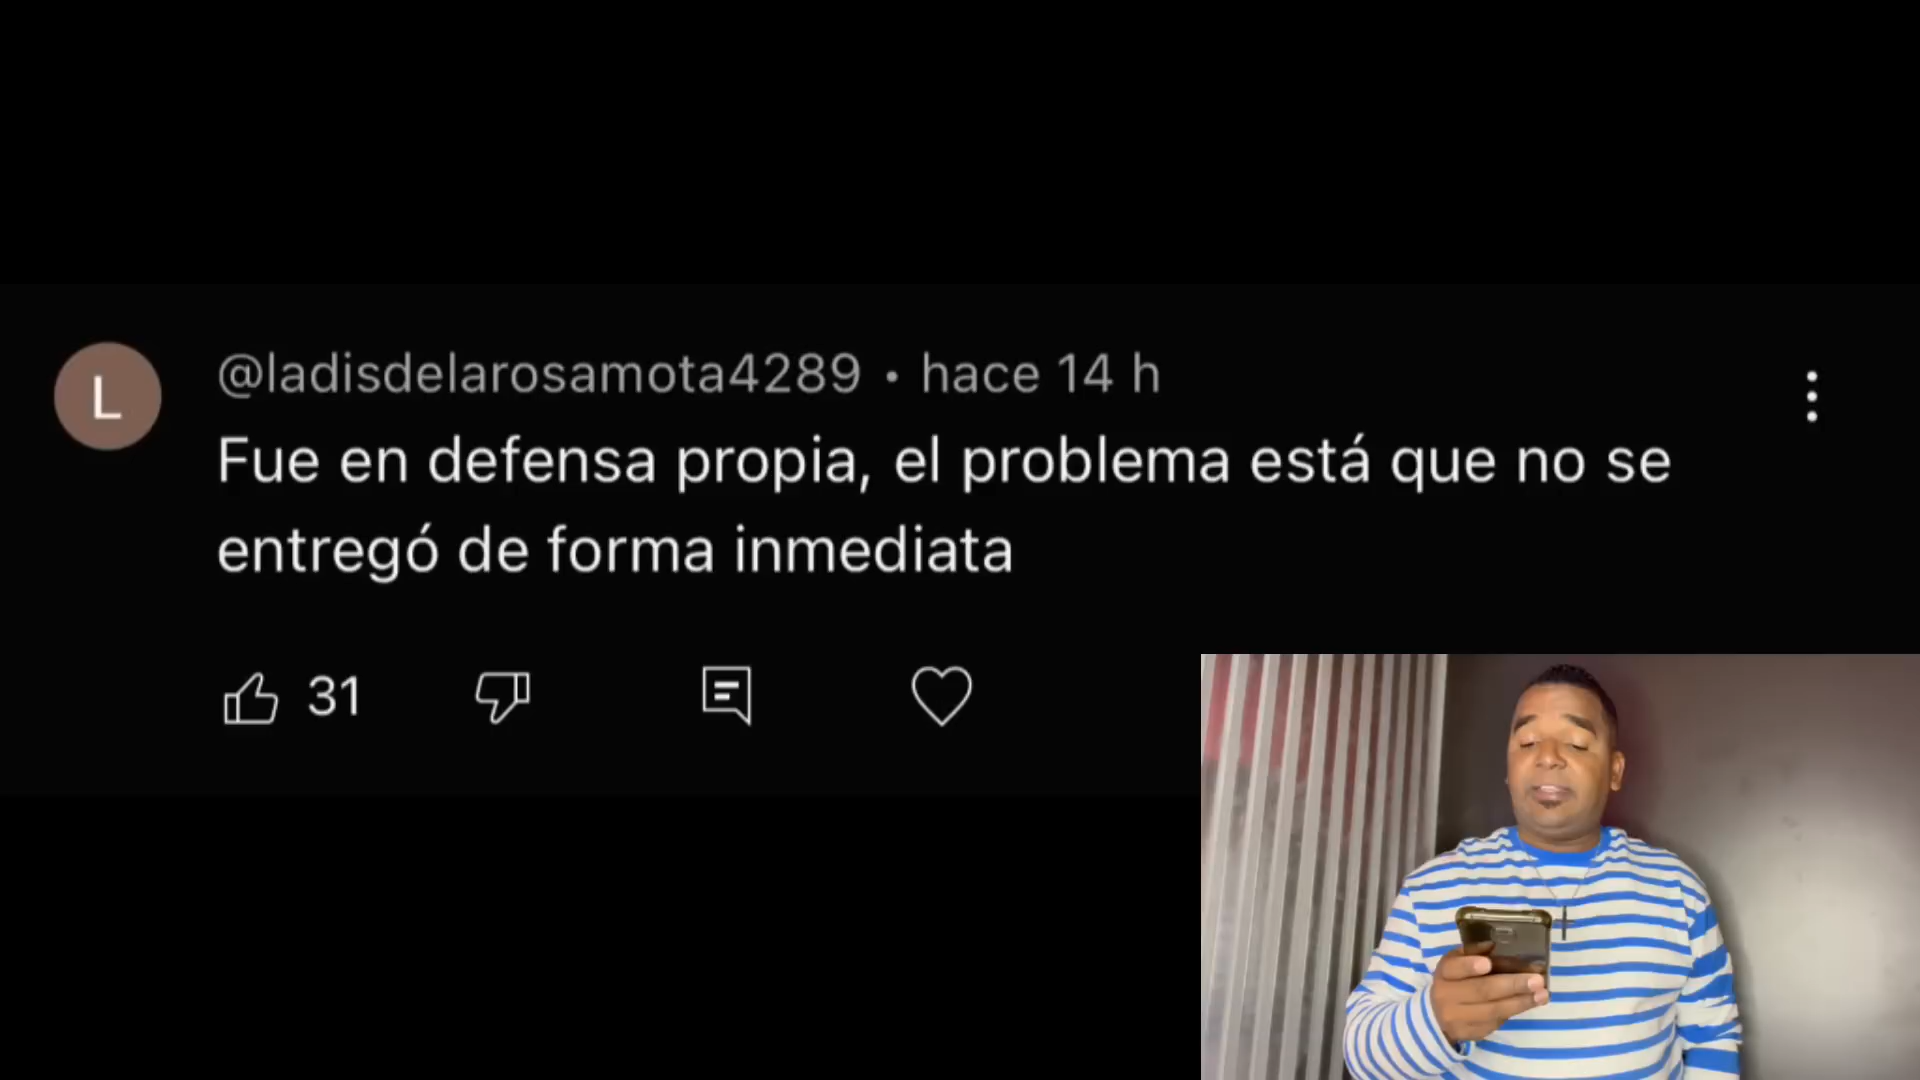 L
@ladisdelarosamota4289 • hace 14 h
Fue en defensa propia, el problema está que no se
entregó de forma inmediata
31